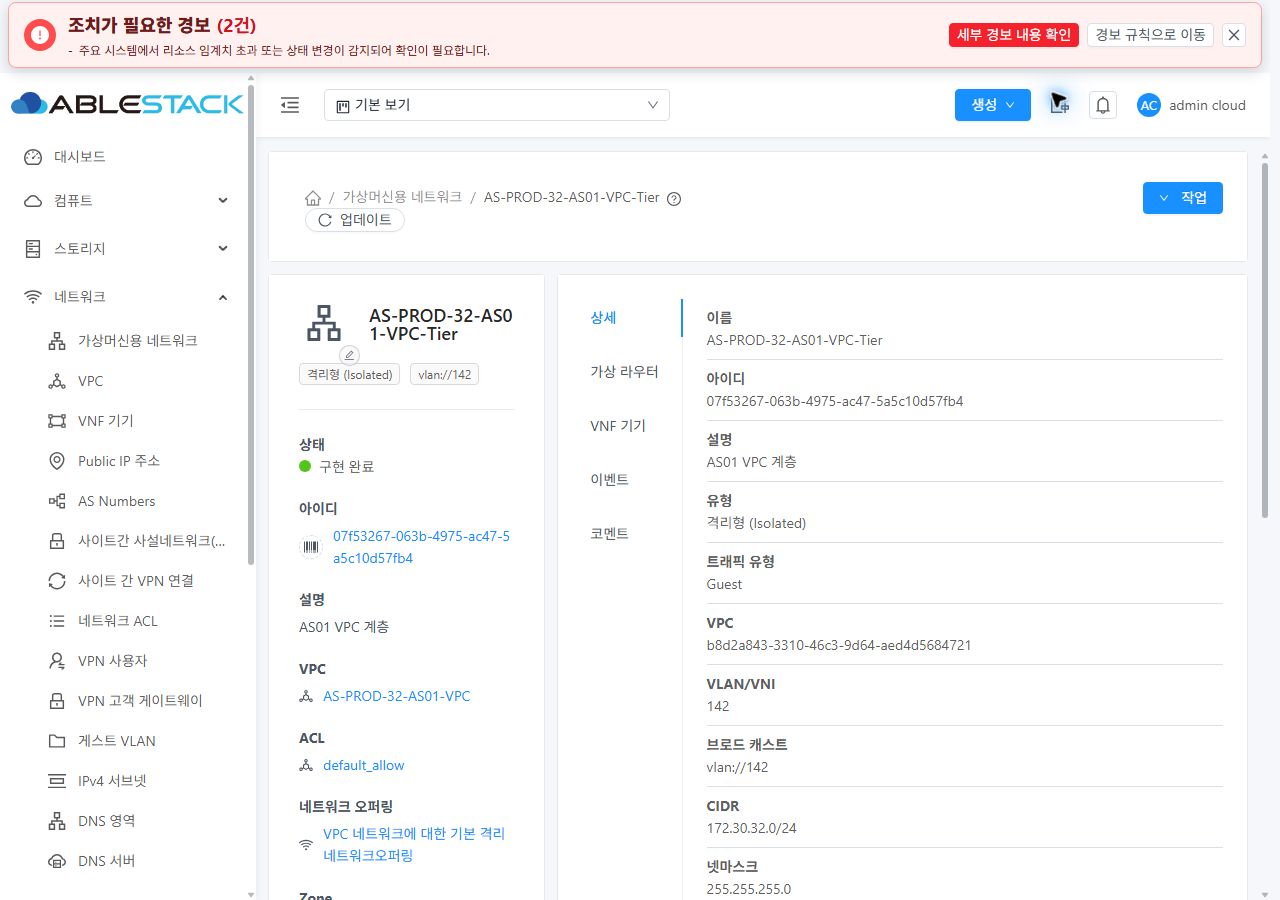 조치가 필요한 경보 (2건)
- 주요 시스템에서 리소스 임계치 초과 또는 상태 변경이 감지되어 확인이 필요합니다.
세부 경보 내용 확인
경보 규칙으로 이동
ABLESTACK
기본 보기
생성
AC
admin cloud
대시보드
컴퓨트
스토리지
네트워크
가상머신용 네트워크
VPC
VNF 기기
Public IP 주소
AS Numbers
사이트간 사설네트워크(...
사이트 간 VPN 연결
네트워크 ACL
VPN 사용자
VPN 고객 게이트웨이
게스트 VLAN
IPv4 서브넷
DNS 영역
DNS 서버
/ 가상머신용 네트워크 / AS-PROD-32-AS01-VPC-Tier
업데이트
작업
AS-PROD-32-AS0
1-VPC-Tier
격리형 (Isolated)
vlan://142
상태
구현 완료
아이디
07f53267-063b-4975-ac47-5
a5c10d57fb4
설명
AS01 VPC 계층
VPC
AS-PROD-32-AS01-VPC
ACL
default_allow
네트워크 오퍼링
VPC 네트워크에 대한 기본 격리
네트워크오퍼링
Zone
상세
가상 라우터
VNF 기기
이벤트
코멘트
이름
AS-PROD-32-AS01-VPC-Tier
아이디
07f53267-063b-4975-ac47-5a5c10d57fb4
설명
AS01 VPC 계층
유형
격리형 (Isolated)
트래픽 유형
Guest
VPC
b8d2a843-3310-46c3-9d64-aed4d5684721
VLAN/VNI
142
브로드 캐스트
vlan://142
CIDR
172.30.32.0/24
넷마스크
255.255.255.0